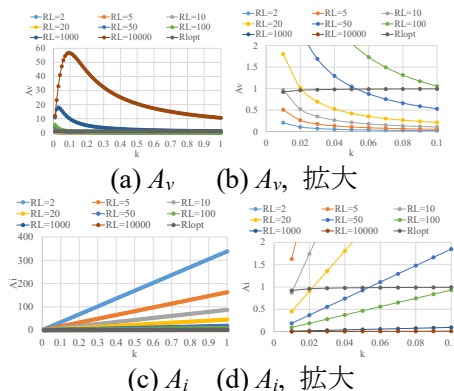 RL=2 RL=5 RL=10
RL=20 RL=50 RL=100
RL=1000 RL=10000 Rlopt
60
50
40
30
20
10
0
Av
0 0.1 0.2 0.3 0.4 0.5 0.6 0.7 0.8 0.9 1
k
RL=2 RL=5 RL=10
RL=20 RL=50 RL=100
RL=1000 RL=10000 Rlopt
2
1.5
1
0.5
0
Av
0 0.02 0.04 0.06 0.08 0.1
k
(a) Av (b) Av, 拡大
RL=2 RL=5 RL=10
RL=20 RL=50 RL=100
RL=1000 RL=10000 Rlopt
400
300
200
100
0
Ai
0 0.1 0.2 0.3 0.4 0.5 0.6 0.7 0.8 0.9 1
k
RL=2 RL=5 RL=10
RL=20 RL=50 RL=100
RL=1000 RL=10000 Rlopt
2
1.5
1
0.5
0
Ai
0 0.02 0.04 0.06 0.08 0.1
k
(c) Ai (d) Ai, 拡大